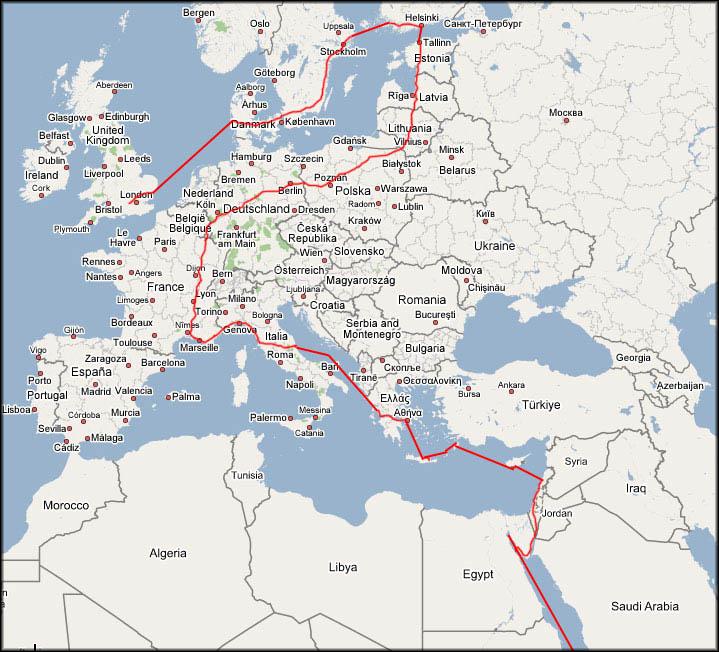 Bergen
Oslo
Uppsala
Helsinki
Санкт-Петербург
Stockholm
Tallinn
Estonia
Göteborg
Aberdeen
Aalborg
Århus
Rīga
Latvia
Glasgow
Edinburgh
United
Kingdom
Danmark
København
Москва
Belfast
Lithuania
Vilnius
Dublin
Ireland
Leeds
Liverpool
Gdańsk
Minsk
Belarus
Hamburg
Szczecin
Białystok
Cork
Bremen
London
Bristol
Nederland
Berlin
Poznań
Polska
Warszawa
Plymouth
Köln
België
Belgique
Deutschland
Dresden
Radom
Lublin
Le
Havre
Frankfurt
am Main
Česká
Republika
Kraków
Київ
Ukraine
Rennes
Paris
Wien
Slovensko
Nantes
Angers
Dijon
Bern
Österreich
Magyarország
Moldova
Chişinău
France
Limoges
Lyon
Ljubljana
Croatia
Romania
Milano
Torino
Bordeaux
Bologna
Bucureşti
Nîmes
Genova
Serbia and
Montenegro
Gijón
Toulouse
Marseille
Italia
Bulgaria
Vigo
Zaragoza
Barcelona
Roma
Bari
Tiranë
Скопље
Georgia
Porto
España
Portugal
Madrid
Valencia
Palma
Napoli
Θεσσαλονίκη
Ελλάς
Bursa
Ankara
Türkiye
Azerbaijan
Lisboa
Córdoba
Murcia
Sevilla
Málaga
Cádiz
Palermo
Messina
Catania
Αθήνα
Tunisia
Syria
Iraq
Morocco
Jordan
Algeria
Libya
Egypt
Saudi Arabia